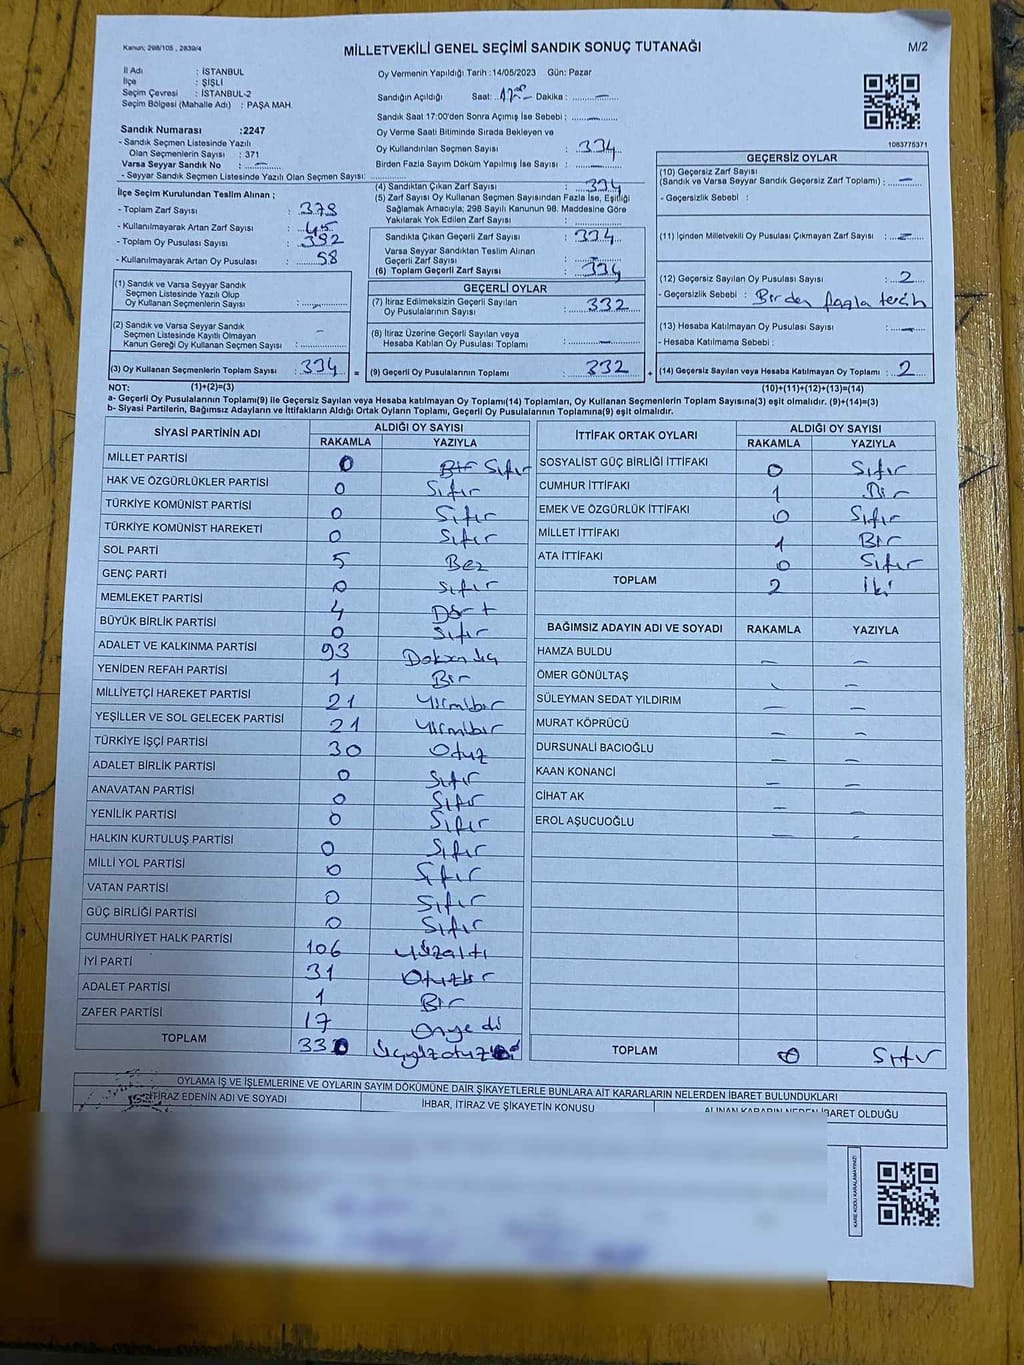 Kanun; 298/105 , 2839/4
MİLLETVEKİLİ GENEL SEÇİMİ SANDIK SONUÇ TUTANAĞI
M/2
İl Adı : İSTANBUL
İlçe : ŞİŞLİ
Seçim Çevresi : İSTANBUL-2
Seçim Bölgesi (Mahalle Adı) : PAŞA MAH.
Sandık Numarası :2247
- Sandık Seçmen Listesinde Yazılı
Olan Seçmenlerin Sayısı : 371
Varsa Seyyar Sandık No : —
- Seyyar Sandık Seçmen Listesinde Yazılı Olan Seçmen Sayısı:
Oy Vermenin Yapıldığı Tarih :14/05/2023 Gün: Pazar
Sandığın Açıldığı Saat: Dakika : —
Sandık Saat 17:00'den Sonra Açılmış İse Sebebi : —
Oy Verme Saati Bitiminde Sırada Bekleyen ve
Oy Kullandırılan Seçmen Sayısı : 334
Birden Fazla Sayım Döküm Yapılmış İse Sayısı : —
1083775371
İlçe Seçim Kurulundan Teslim Alınan ;
- Toplam Zarf Sayısı : 379
- Kullanılmayarak Artan Zarf Sayısı : 45
- Toplam Oy Pusulası Sayısı : 392
- Kullanılmayarak Artan Oy Pusulası : 58
(4) Sandıktan Çıkan Zarf Sayısı : 334
(5) Zarf Sayısı Oy Kullanan Seçmen Sayısından Fazla İse, Eşitliği
Sağlamak Amacıyla; 298 Sayılı Kanunun 98. Maddesine Göre
Yakılarak Yok Edilen Zarf Sayısı :
Sandıkta Çıkan Geçerli Zarf Sayısı : 334
Varsa Seyyar Sandıktan Teslim Alınan
Geçerli Zarf Sayısı : —
(6) Toplam Geçerli Zarf Sayısı : 334
GEÇERSİZ OYLAR
(10) Geçersiz Zarf Sayısı
(Sandık ve Varsa Seyyar Sandık Geçersiz Zarf Toplamı) : —
- Geçersizlik Sebebi :
(11) İçinden Milletvekili Oy Pusulası Çıkmayan Zarf Sayısı : —
(12) Geçersiz Sayılan Oy Pusulası Sayısı : 2
- Geçersizlik Sebebi : Birden fazla tercih
(13) Hesaba Katılmayan Oy Pusulası Sayısı : —
- Hesaba Katılmama Sebebi :
(14) Geçersiz Sayılan veya Hesaba Katılmayan Oy Toplamı : 2
(1) Sandık ve Varsa Seyyar Sandık
Seçmen Listesinde Yazılı Olup
Oy Kullanan Seçmenlerin Sayısı : —
(2) Sandık ve Varsa Seyyar Sandık
Seçmen Listesinde Kayıtlı Olmayan
Kanun Gereği Oy Kullanan Seçmen Sayısı : —
(3) Oy Kullanan Seçmenlerin Toplam Sayısı : 334 =
GEÇERLİ OYLAR
(7) İtiraz Edilmeksizin Geçerli Sayılan
Oy Pusulalarının Sayısı : 332
(8) İtiraz Üzerine Geçerli Sayılan veya
Hesaba Katılan Oy Pusulası Toplamı : —
(9) Geçerli Oy Pusulalarının Toplamı : 332 +
NOT: (1)+(2)=(3) (10)+(11)+(12)+(13)=(14)
a- Geçerli Oy Pusulalarının Toplamı(9) ile Geçersiz Sayılan veya Hesaba katılmayan Oy Toplamı(14) Toplamları, Oy Kullanan Seçmenlerin Toplam Sayısına(3) eşit olmalıdır. (9)+(14)=(3)
b- Siyasi Partilerin, Bağımsız Adayların ve İttifakların Aldığı Ortak Oyların Toplamı, Geçerli Oy Pusulalarının Toplamına(9) eşit olmalıdır.
SİYASİ PARTİNİN ADI ALDIĞI OY SAYISI
RAKAMLA YAZIYLA
MİLLET PARTİSİ 0 Bir Sıfır
HAK VE ÖZGÜRLÜKLER PARTİSİ 0 Sıfır
TÜRKİYE KOMÜNİST PARTİSİ 0 Sıfır
TÜRKİYE KOMÜNİST HAREKETİ 0 Sıfır
SOL PARTİ 5 Beş
GENÇ PARTİ 0 Sıfır
MEMLEKET PARTİSİ 4 Dört
BÜYÜK BİRLİK PARTİSİ 0 Sıfır
ADALET VE KALKINMA PARTİSİ 93 Doksanüç
YENİDEN REFAH PARTİSİ 1 Bir
MİLLİYETÇİ HAREKET PARTİSİ 21 Yirmibir
YEŞİLLER VE SOL GELECEK PARTİSİ 21 Yirmibir
TÜRKİYE İŞÇİ PARTİSİ 30 Otuz
ADALET BİRLİK PARTİSİ 0 Sıfır
ANAVATAN PARTİSİ 0 Sıfır
YENİLİK PARTİSİ 0 Sıfır
HALKIN KURTULUŞ PARTİSİ 0 Sıfır
MİLLİ YOL PARTİSİ 0 Sıfır
VATAN PARTİSİ 0 Sıfır
GÜÇ BİRLİĞİ PARTİSİ 0 Sıfır
CUMHURİYET HALK PARTİSİ 106 Yüzaltı
İYİ PARTİ 31 Otuzbir
ADALET PARTİSİ 1 Bir
ZAFER PARTİSİ 17 Onyedi
TOPLAM 330
İTTİFAK ORTAK OYLARI ALDIĞI OY SAYISI
RAKAMLA YAZIYLA
SOSYALİST GÜÇ BİRLİĞİ İTTİFAKI 0 Sıfır
CUMHUR İTTİFAKI 1 Bir
EMEK VE ÖZGÜRLÜK İTTİFAKI 0 Sıfır
MİLLET İTTİFAKI 1 Bir
ATA İTTİFAKI 0 Sıfır
TOPLAM 2 İki
BAĞIMSIZ ADAYIN ADI VE SOYADI RAKAMLA YAZIYLA
HAMZA BULDU — —
ÖMER GÖNÜLTAŞ — —
SÜLEYMAN SEDAT YILDIRIM — —
MURAT KÖPRÜCÜ — —
DURSUNALİ BACIOĞLU — —
KAAN KONANCİ — —
CİHAT AK — —
EROL AŞUCUOĞLU — —
TOPLAM 0 Sıfır
OYLAMA İŞ VE İŞLEMLERİNE VE OYLARIN SAYIM DÖKÜMÜNE DAİR ŞİKAYETLERLE BUNLARA AİT KARARLARIN NELERDEN İBARET BULUNDUKLARI
İTİRAZ EDENİN ADI VE SOYADI
İHBAR, İTİRAZ VE ŞİKAYETİN KONUSU
ALINAN KARARIN NEDEN İBARET OLDUĞU
KARE KODU KARALAMAYINIZ!